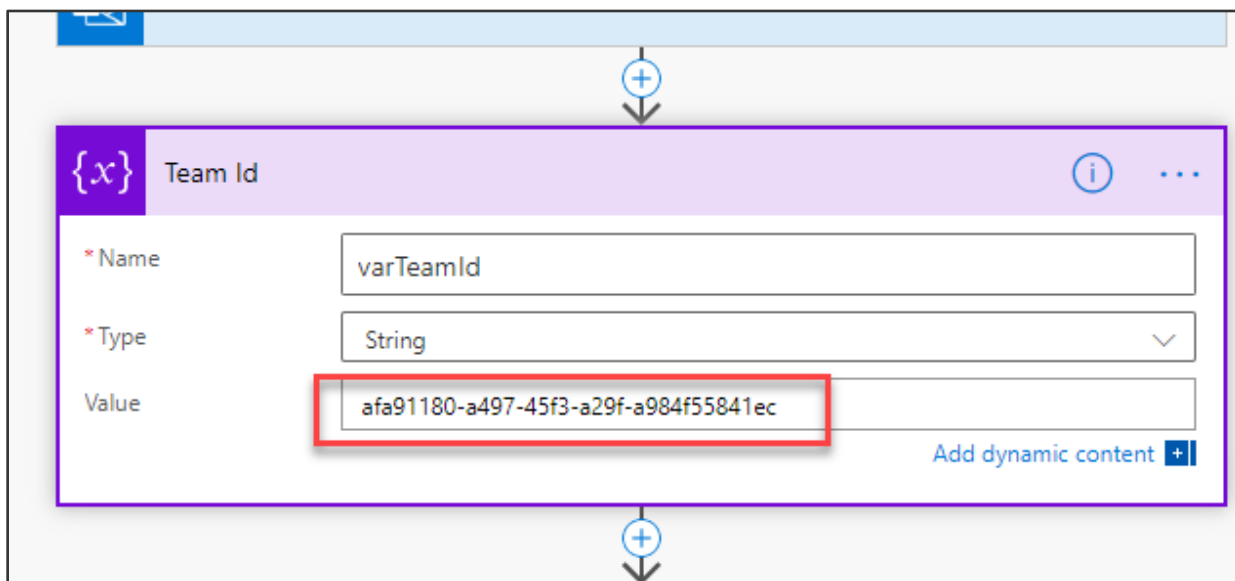 {x} Team Id
* Name varTeamId
* Type String
Value afa91180-a497-45f3-a29f-a984f55841ec
Add dynamic content